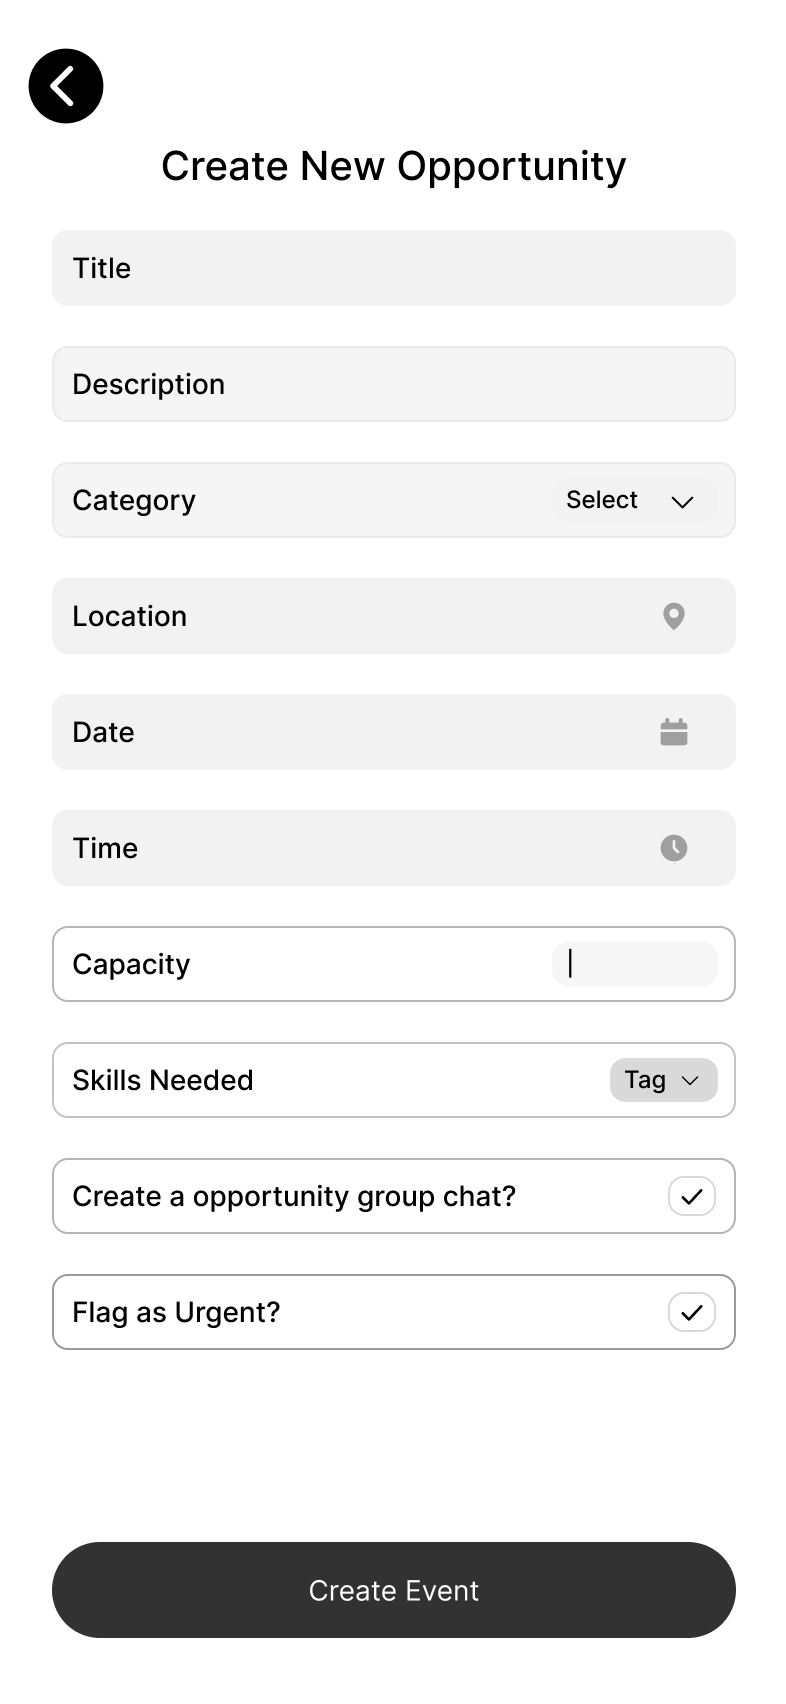 Create New Opportunity
Title
Description
Category Select
Location
Date
Time
Capacity
Skills Needed Tag
Create a opportunity group chat?
Flag as Urgent?
Create Event